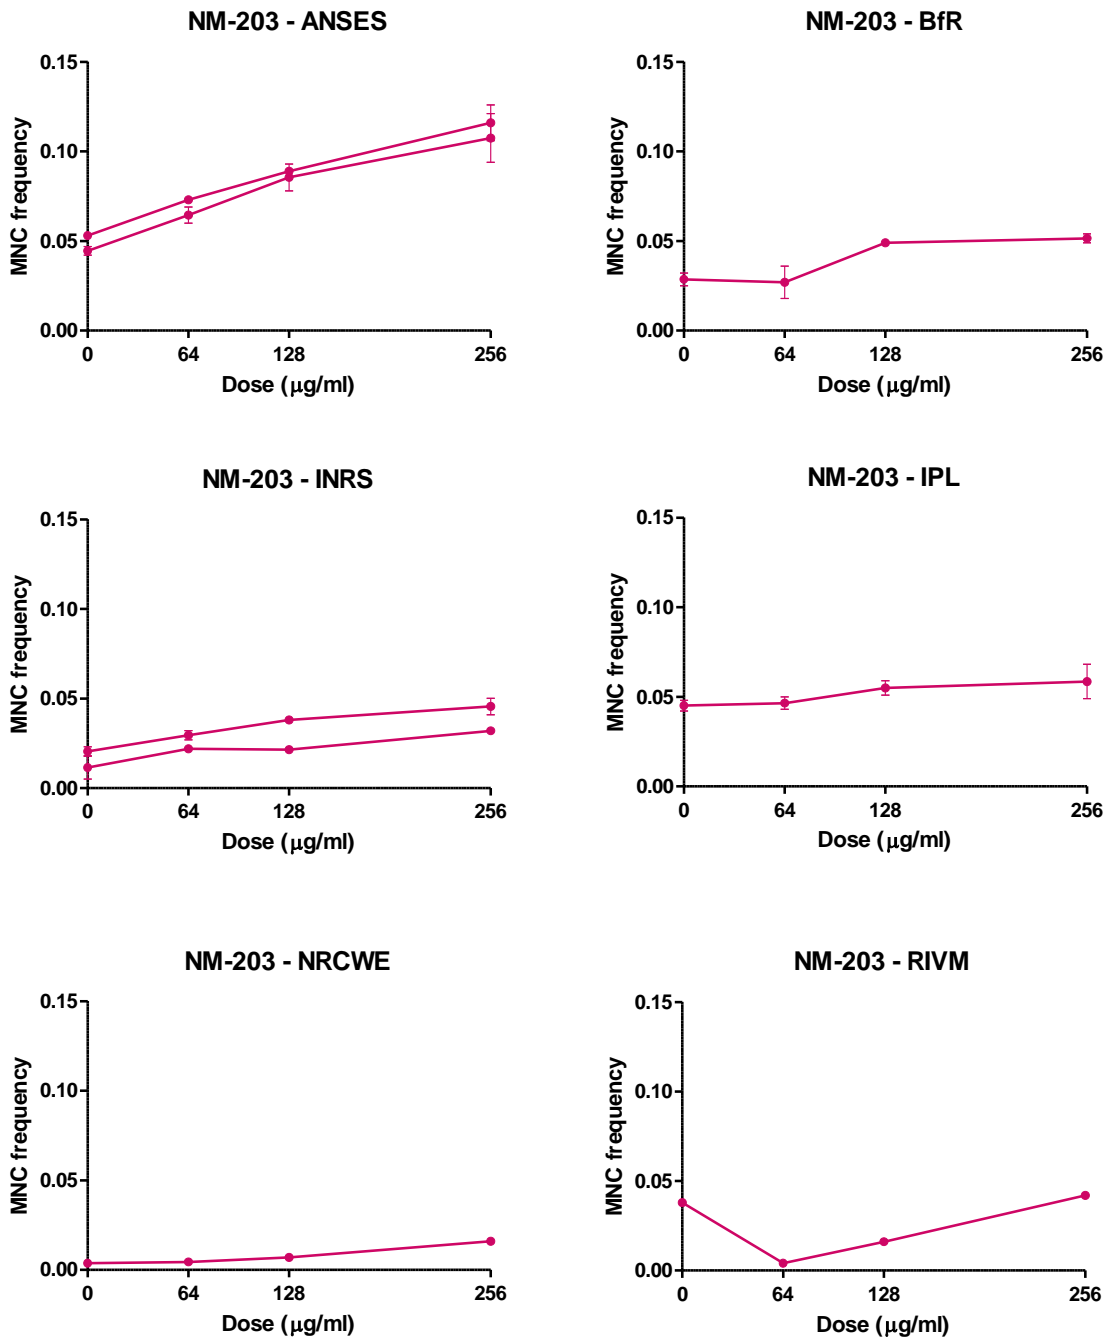 NM-203 - ANSES
0.15
0.10
0.05
0.00
MNC frequency
0 64 128 256
Dose (µg/ml)
NM-203 - BfR
0.15
0.10
0.05
0.00
MNC frequency
0 64 128 256
Dose (µg/ml)
NM-203 - INRS
0.15
0.10
0.05
0.00
MNC frequency
0 64 128 256
Dose (µg/ml)
NM-203 - IPL
0.15
0.10
0.05
0.00
MNC frequency
0 64 128 256
Dose (µg/ml)
NM-203 - NRCWE
0.15
0.10
0.05
0.00
MNC frequency
0 64 128 256
Dose (µg/ml)
NM-203 - RIVM
0.15
0.10
0.05
0.00
MNC frequency
0 64 128 256
Dose (µg/ml)